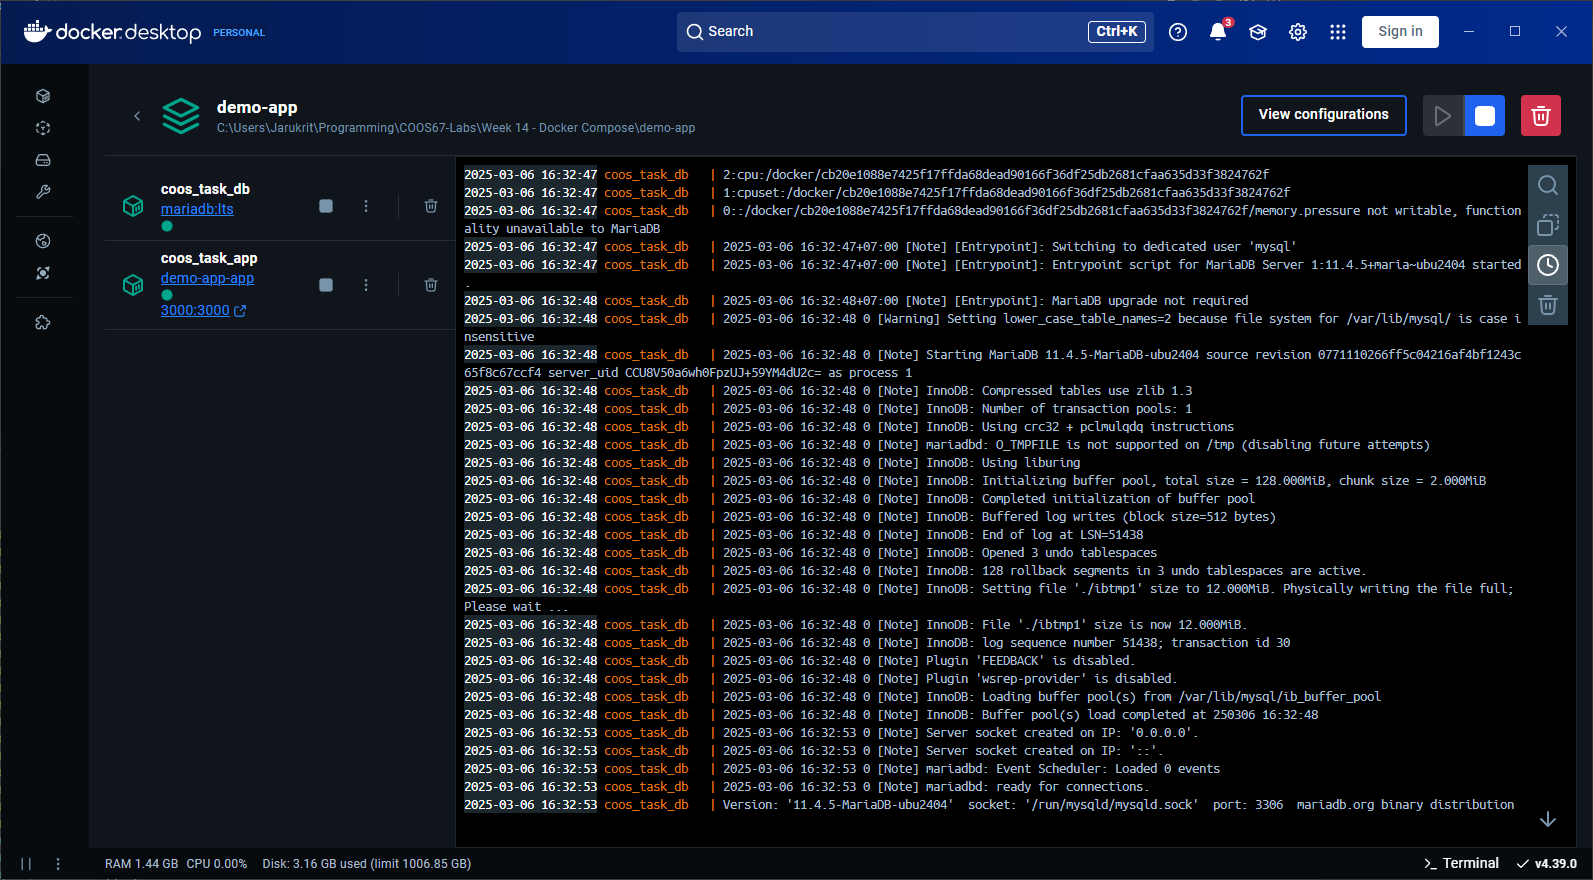 docker.desktop PERSONAL
Search
Ctrl+K
3
Sign in
demo-app
C:\Users\Jarukrit\Programming\COOS67-Labs\Week 14 - Docker Compose\demo-app
View configurations
coos_task_db
mariadb:lts
coos_task_app
demo-app-app
3000:3000
2025-03-06 16:32:47 coos_task_db | 2:cpu:/docker/cb20e1088e7425f17ffda68dead90166f36df25db2681cfaa635d33f3824762f
2025-03-06 16:32:47 coos_task_db | 1:cpuset:/docker/cb20e1088e7425f17ffda68dead90166f36df25db2681cfaa635d33f3824762f
2025-03-06 16:32:47 coos_task_db | 0::/docker/cb20e1088e7425f17ffda68dead90166f36df25db2681cfaa635d33f3824762f/memory.pressure not writable, function
ality unavailable to MariaDB
2025-03-06 16:32:47 coos_task_db | 2025-03-06 16:32:47+07:00 [Note] [Entrypoint]: Switching to dedicated user 'mysql'
2025-03-06 16:32:47 coos_task_db | 2025-03-06 16:32:47+07:00 [Note] [Entrypoint]: Entrypoint script for MariaDB Server 1:11.4.5+maria~ubu2404 started
.
2025-03-06 16:32:48 coos_task_db | 2025-03-06 16:32:48+07:00 [Note] [Entrypoint]: MariaDB upgrade not required
2025-03-06 16:32:48 coos_task_db | 2025-03-06 16:32:48 0 [Warning] Setting lower_case_table_names=2 because file system for /var/lib/mysql/ is case i
nsensitive
2025-03-06 16:32:48 coos_task_db | 2025-03-06 16:32:48 0 [Note] Starting MariaDB 11.4.5-MariaDB-ubu2404 source revision 0771110266ff5c04216af4bf1243c
65f8c67ccf4 server_uid CCU8V50a6wh0FpzUJ+59YM4dU2c= as process 1
2025-03-06 16:32:48 coos_task_db | 2025-03-06 16:32:48 0 [Note] InnoDB: Compressed tables use zlib 1.3
2025-03-06 16:32:48 coos_task_db | 2025-03-06 16:32:48 0 [Note] InnoDB: Number of transaction pools: 1
2025-03-06 16:32:48 coos_task_db | 2025-03-06 16:32:48 0 [Note] InnoDB: Using crc32 + pclmulqdq instructions
2025-03-06 16:32:48 coos_task_db | 2025-03-06 16:32:48 0 [Note] mariadbd: O_TMPFILE is not supported on /tmp (disabling future attempts)
2025-03-06 16:32:48 coos_task_db | 2025-03-06 16:32:48 0 [Note] InnoDB: Using liburing
2025-03-06 16:32:48 coos_task_db | 2025-03-06 16:32:48 0 [Note] InnoDB: Initializing buffer pool, total size = 128.000MiB, chunk size = 2.000MiB
2025-03-06 16:32:48 coos_task_db | 2025-03-06 16:32:48 0 [Note] InnoDB: Completed initialization of buffer pool
2025-03-06 16:32:48 coos_task_db | 2025-03-06 16:32:48 0 [Note] InnoDB: Buffered log writes (block size=512 bytes)
2025-03-06 16:32:48 coos_task_db | 2025-03-06 16:32:48 0 [Note] InnoDB: End of log at LSN=51438
2025-03-06 16:32:48 coos_task_db | 2025-03-06 16:32:48 0 [Note] InnoDB: Opened 3 undo tablespaces
2025-03-06 16:32:48 coos_task_db | 2025-03-06 16:32:48 0 [Note] InnoDB: 128 rollback segments in 3 undo tablespaces are active.
2025-03-06 16:32:48 coos_task_db | 2025-03-06 16:32:48 0 [Note] InnoDB: Setting file './ibtmp1' size to 12.000MiB. Physically writing the file full;
Please wait ...
2025-03-06 16:32:48 coos_task_db | 2025-03-06 16:32:48 0 [Note] InnoDB: File './ibtmp1' size is now 12.000MiB.
2025-03-06 16:32:48 coos_task_db | 2025-03-06 16:32:48 0 [Note] InnoDB: log sequence number 51438; transaction id 30
2025-03-06 16:32:48 coos_task_db | 2025-03-06 16:32:48 0 [Note] Plugin 'FEEDBACK' is disabled.
2025-03-06 16:32:48 coos_task_db | 2025-03-06 16:32:48 0 [Note] Plugin 'wsrep-provider' is disabled.
2025-03-06 16:32:48 coos_task_db | 2025-03-06 16:32:48 0 [Note] InnoDB: Loading buffer pool(s) from /var/lib/mysql/ib_buffer_pool
2025-03-06 16:32:48 coos_task_db | 2025-03-06 16:32:48 0 [Note] InnoDB: Buffer pool(s) load completed at 250306 16:32:48
2025-03-06 16:32:53 coos_task_db | 2025-03-06 16:32:53 0 [Note] Server socket created on IP: '0.0.0.0'.
2025-03-06 16:32:53 coos_task_db | 2025-03-06 16:32:53 0 [Note] Server socket created on IP: '::'.
2025-03-06 16:32:53 coos_task_db | 2025-03-06 16:32:53 0 [Note] mariadbd: Event Scheduler: Loaded 0 events
2025-03-06 16:32:53 coos_task_db | 2025-03-06 16:32:53 0 [Note] mariadbd: ready for connections.
2025-03-06 16:32:53 coos_task_db | Version: '11.4.5-MariaDB-ubu2404'  socket: '/run/mysqld/mysqld.sock'  port: 3306  mariadb.org binary distribution
RAM 1.44 GB CPU 0.00% Disk: 3.16 GB used (limit 1006.85 GB)
Terminal
v4.39.0